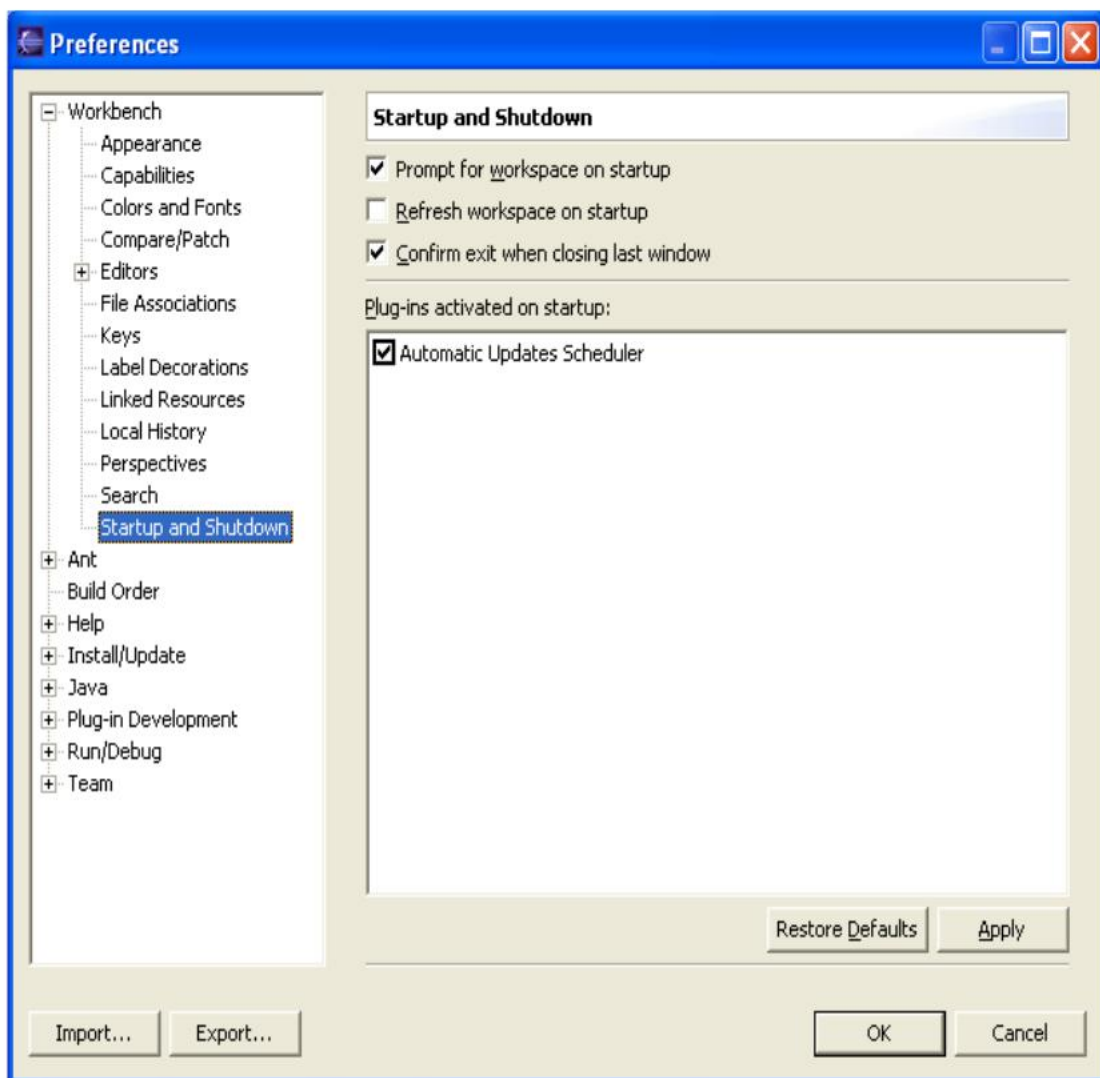 Preferences
Workbench
Appearance
Capabilities
Colors and Fonts
Compare/Patch
Editors
File Associations
Keys
Label Decorations
Linked Resources
Local History
Perspectives
Search
Startup and Shutdown
Ant
Build Order
Help
Install/Update
Java
Plug-in Development
Run/Debug
Team
Startup and Shutdown
Prompt for workspace on startup
Refresh workspace on startup
Confirm exit when closing last window
Plug-ins activated on startup:
Automatic Updates Scheduler
Restore Defaults Apply
Import... Export... OK Cancel